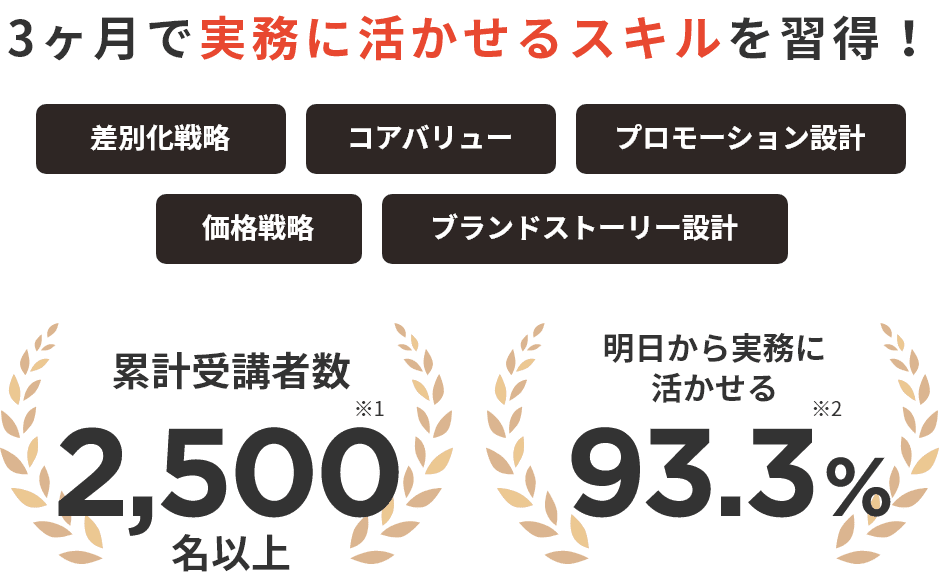 3ヶ月で実務に活かせるスキルを習得！
差別化戦略
コアバリュー
プロモーション設計
価格戦略
ブランドストーリー設計
累計受講者数
※1
2,500
名以上
明日から実務に
活かせる
※2
93.3%